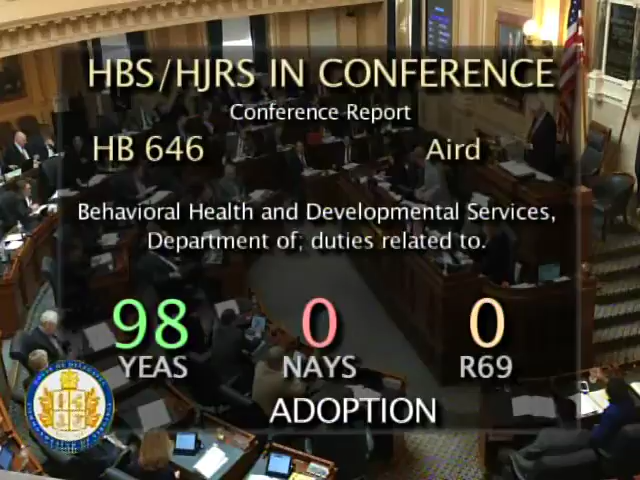 HBS/HJRS IN CONFERENCE
Conference Report
HB 646 Aird
Behavioral Health and Developmental Services,
Department of; duties related to.
98 0 0
YEAS NAYS R69
ADOPTION